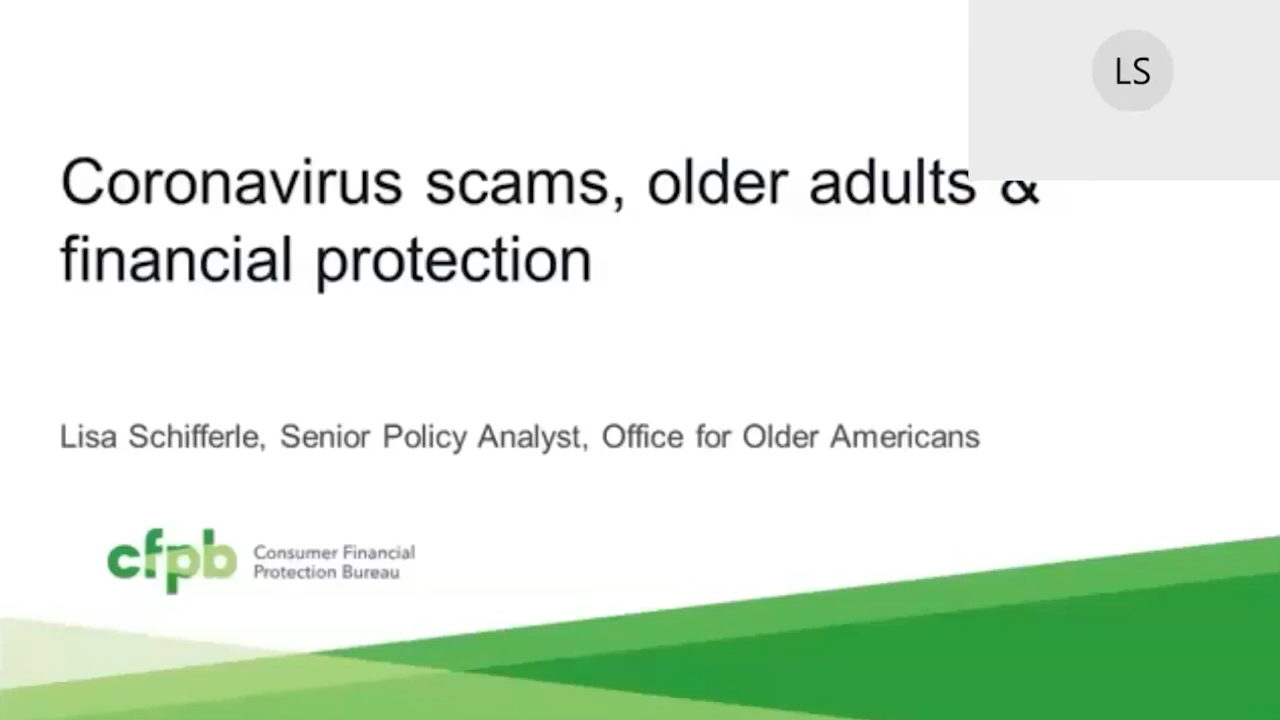 LS
Coronavirus scams, older adults &
financial protection
Lisa Schifferle, Senior Policy Analyst, Office for Older Americans
cfpb
Consumer Financial
Protection Bureau